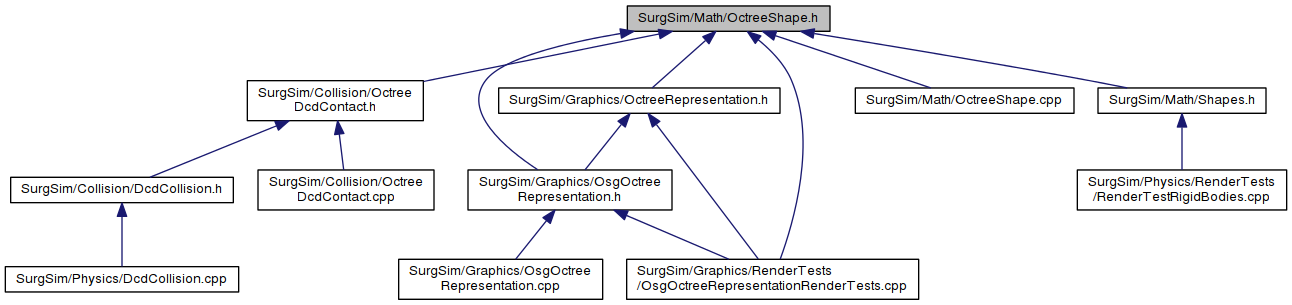 SurgSim/Math/OctreeShape.h
SurgSim/Collision/Octree
DcdContact.h
SurgSim/Graphics/OctreeRepresentation.h
SurgSim/Math/OctreeShape.cpp
SurgSim/Math/Shapes.h
SurgSim/Collision/DcdCollision.h
SurgSim/Collision/Octree
DcdContact.cpp
SurgSim/Graphics/OsgOctree
Representation.h
SurgSim/Physics/RenderTests
/RenderTestRigidBodies.cpp
SurgSim/Physics/DcdCollision.cpp
SurgSim/Graphics/OsgOctree
Representation.cpp
SurgSim/Graphics/RenderTests
/OsgOctreeRepresentationRenderTests.cpp